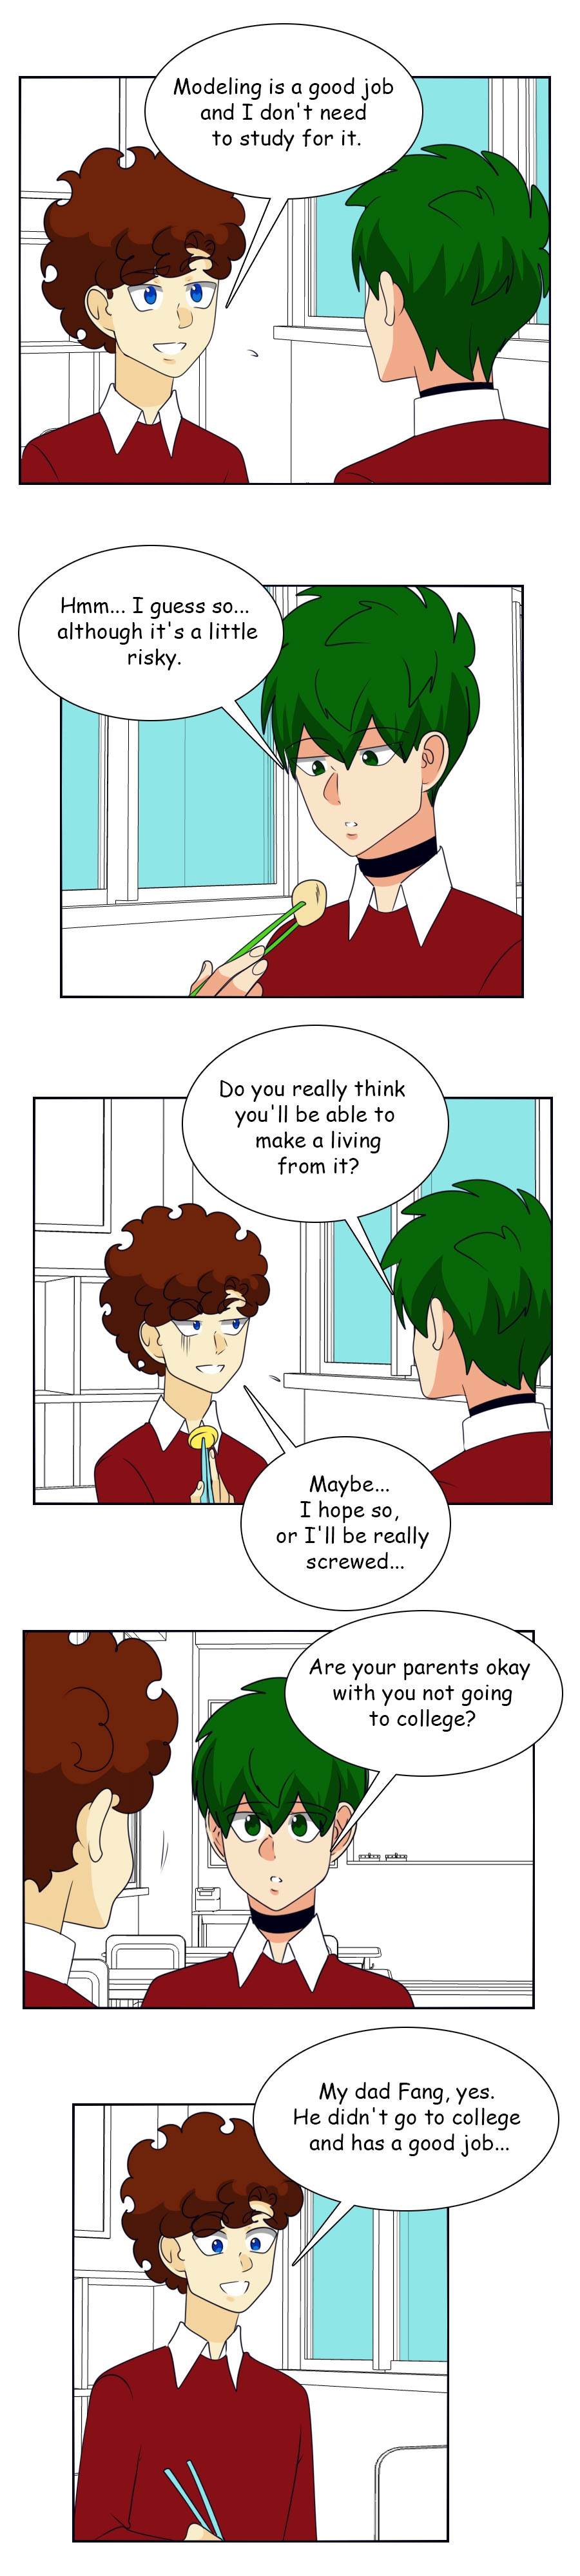 Modeling is a good job
and I don't need
to study for it.
Hmm... I guess so...
although it's a little
risky.
Do you really think
you'll be able to
make a living
from it?
Maybe...
I hope so,
or I'll be really
screwed...
Are your parents okay
with you not going
to college?
My dad Fang, yes.
He didn't go to college
and has a good job...